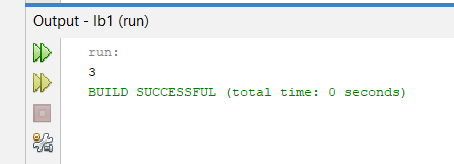 Output - lb1 (run)
run:
3
BUILD SUCCESSFUL (total time: 0 seconds)